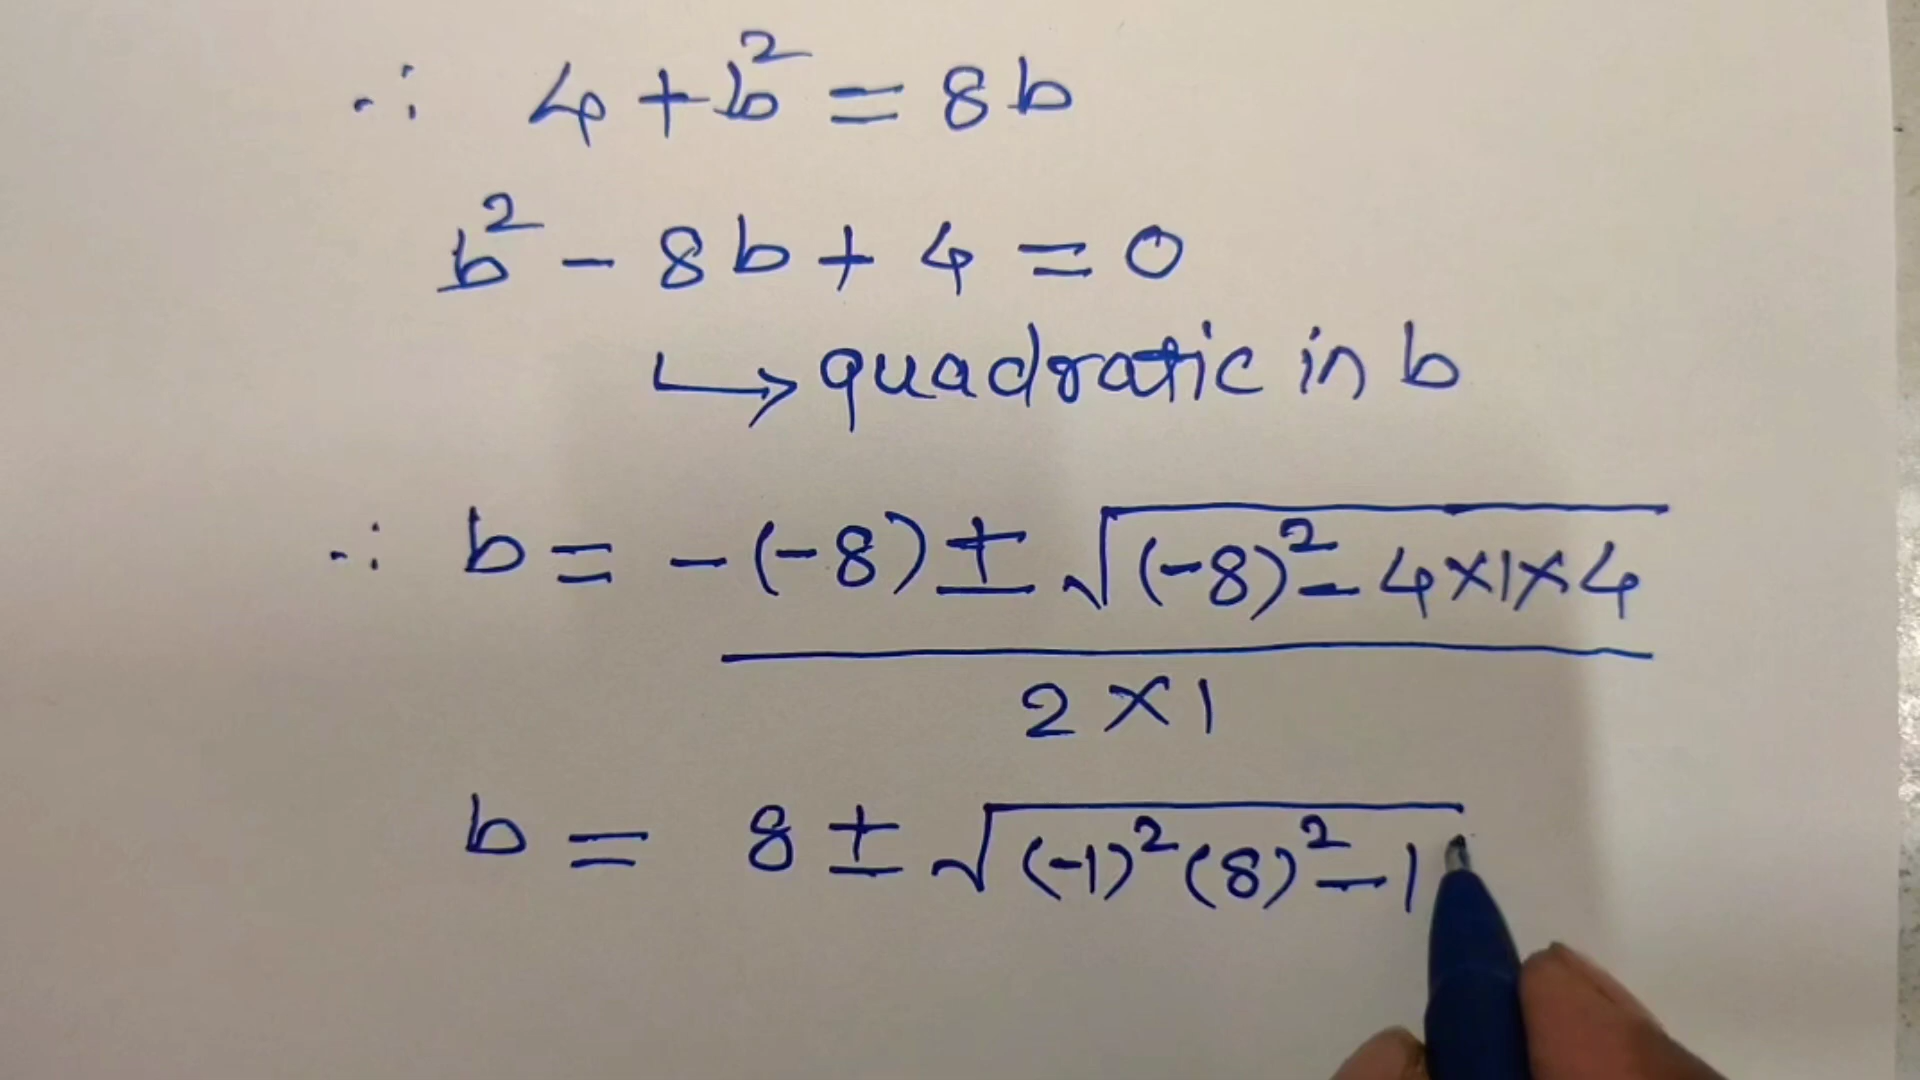 ∴ 4 + b² = 8b
b² - 8b + 4 = 0
↳ quadratic in b
∴ b = -(-8) ± √(-8)² - 4×1×4
2 × 1
b = 8 ± √(-1)² (8)² - 1